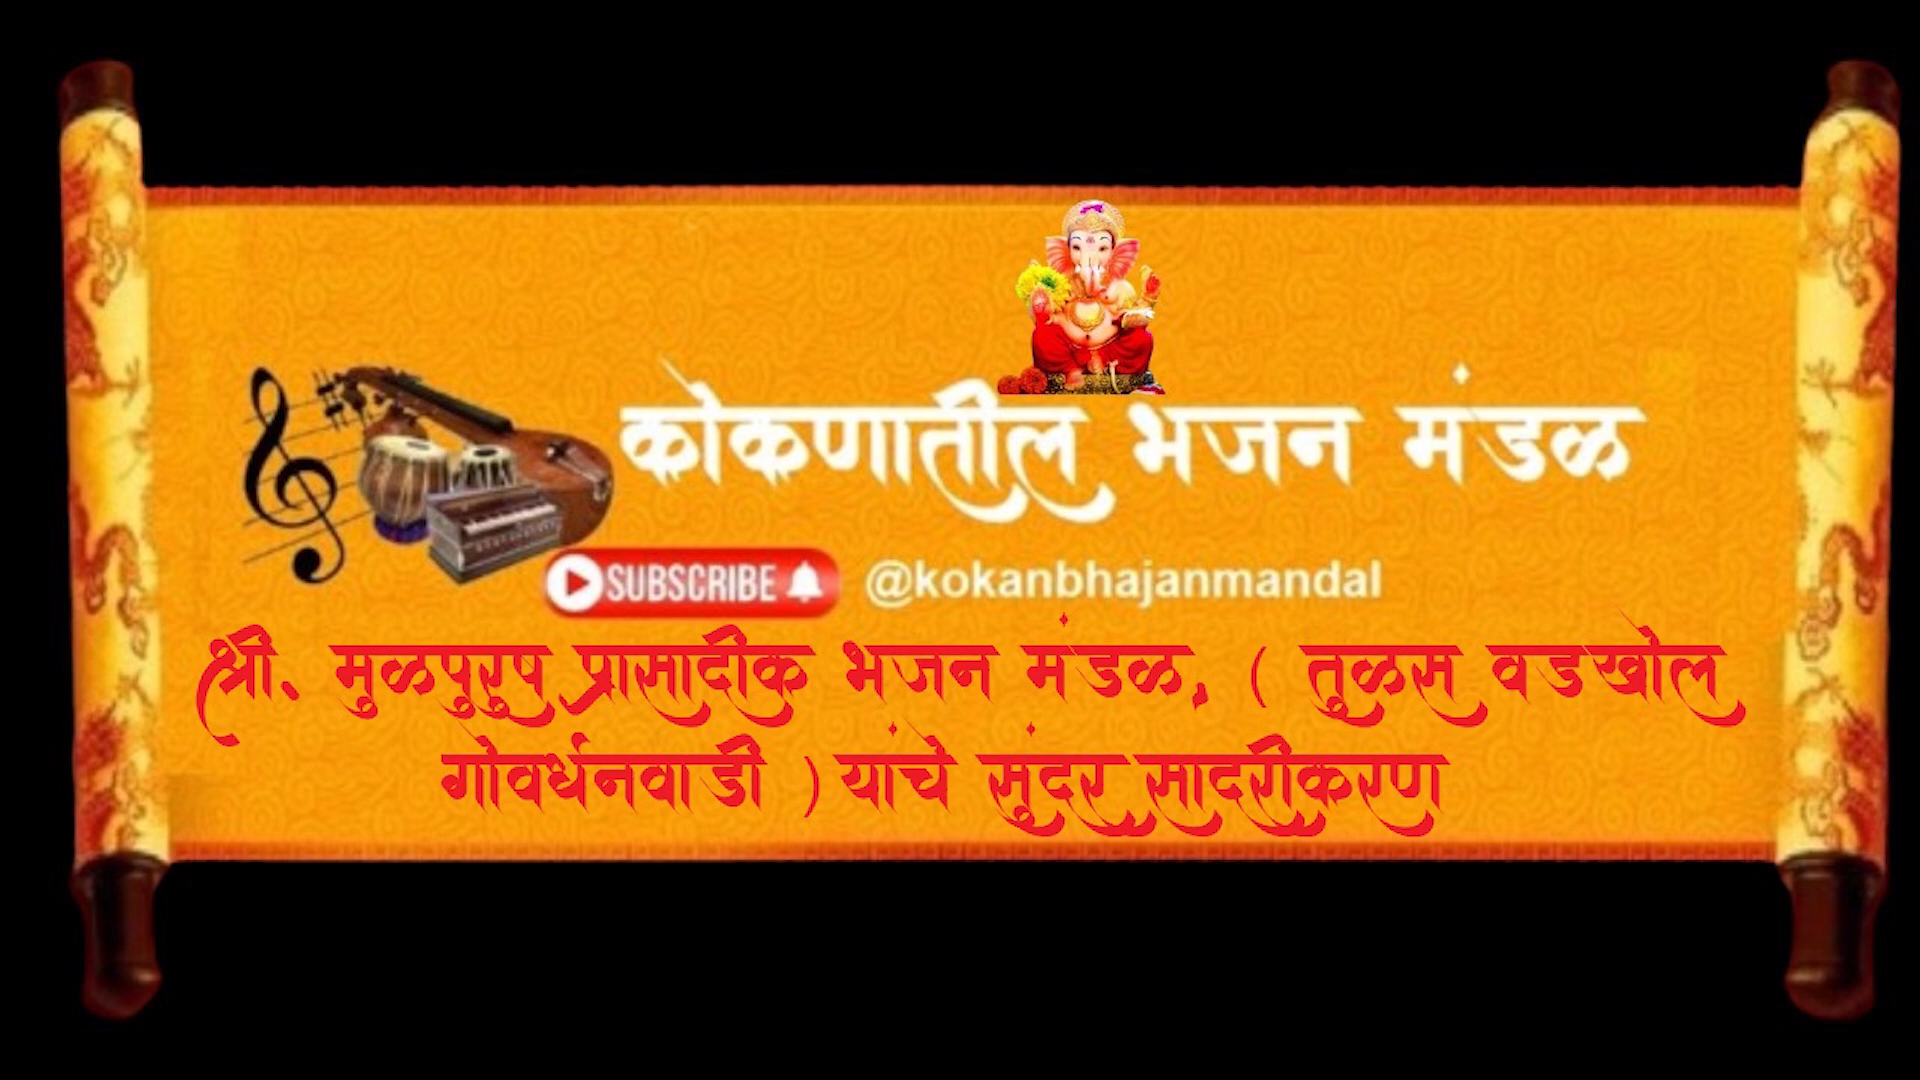 कोकणातील भजन मंडळ
SUBSCRIBE @kokanbhajanmandal
श्री. मुळपुरुष प्रासादीक भजन मंडळ, ( तुळस वडखोल
गोवर्धनवाडी ) यांचे सुंदर सादरीकरण